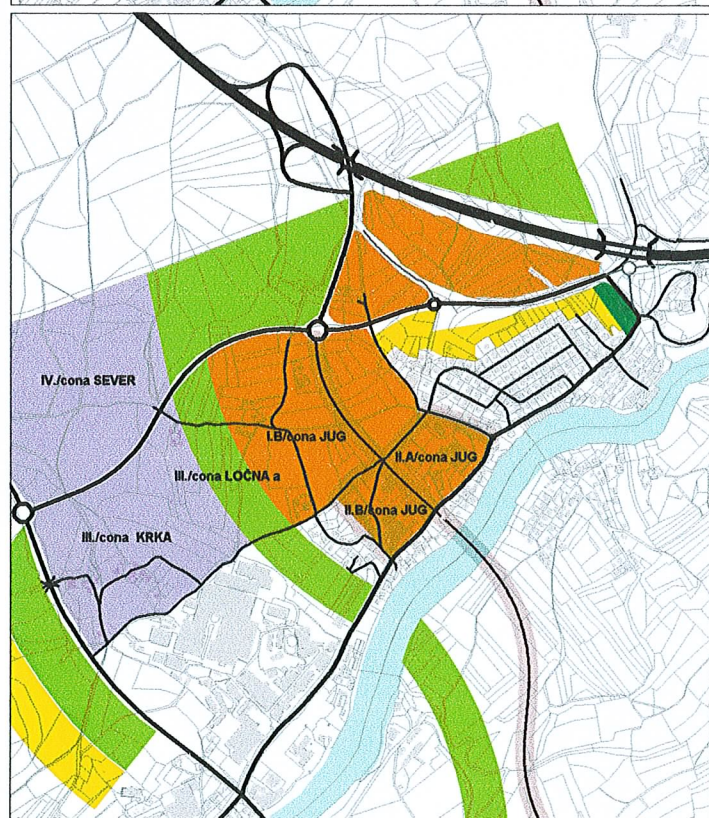 IV./cona SEVER
I.B/cona JUG
II.A/cona JUG
III./cona LOČNA a
II.B/cona JUG
III./cona KRKA